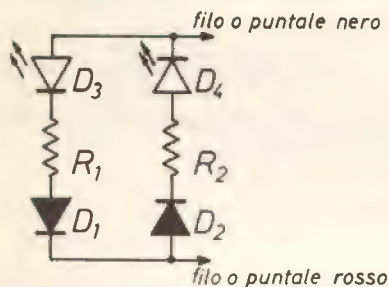 filo o puntale nero
D3 D4
R1 R2
D1 D2
filo o puntale rosso